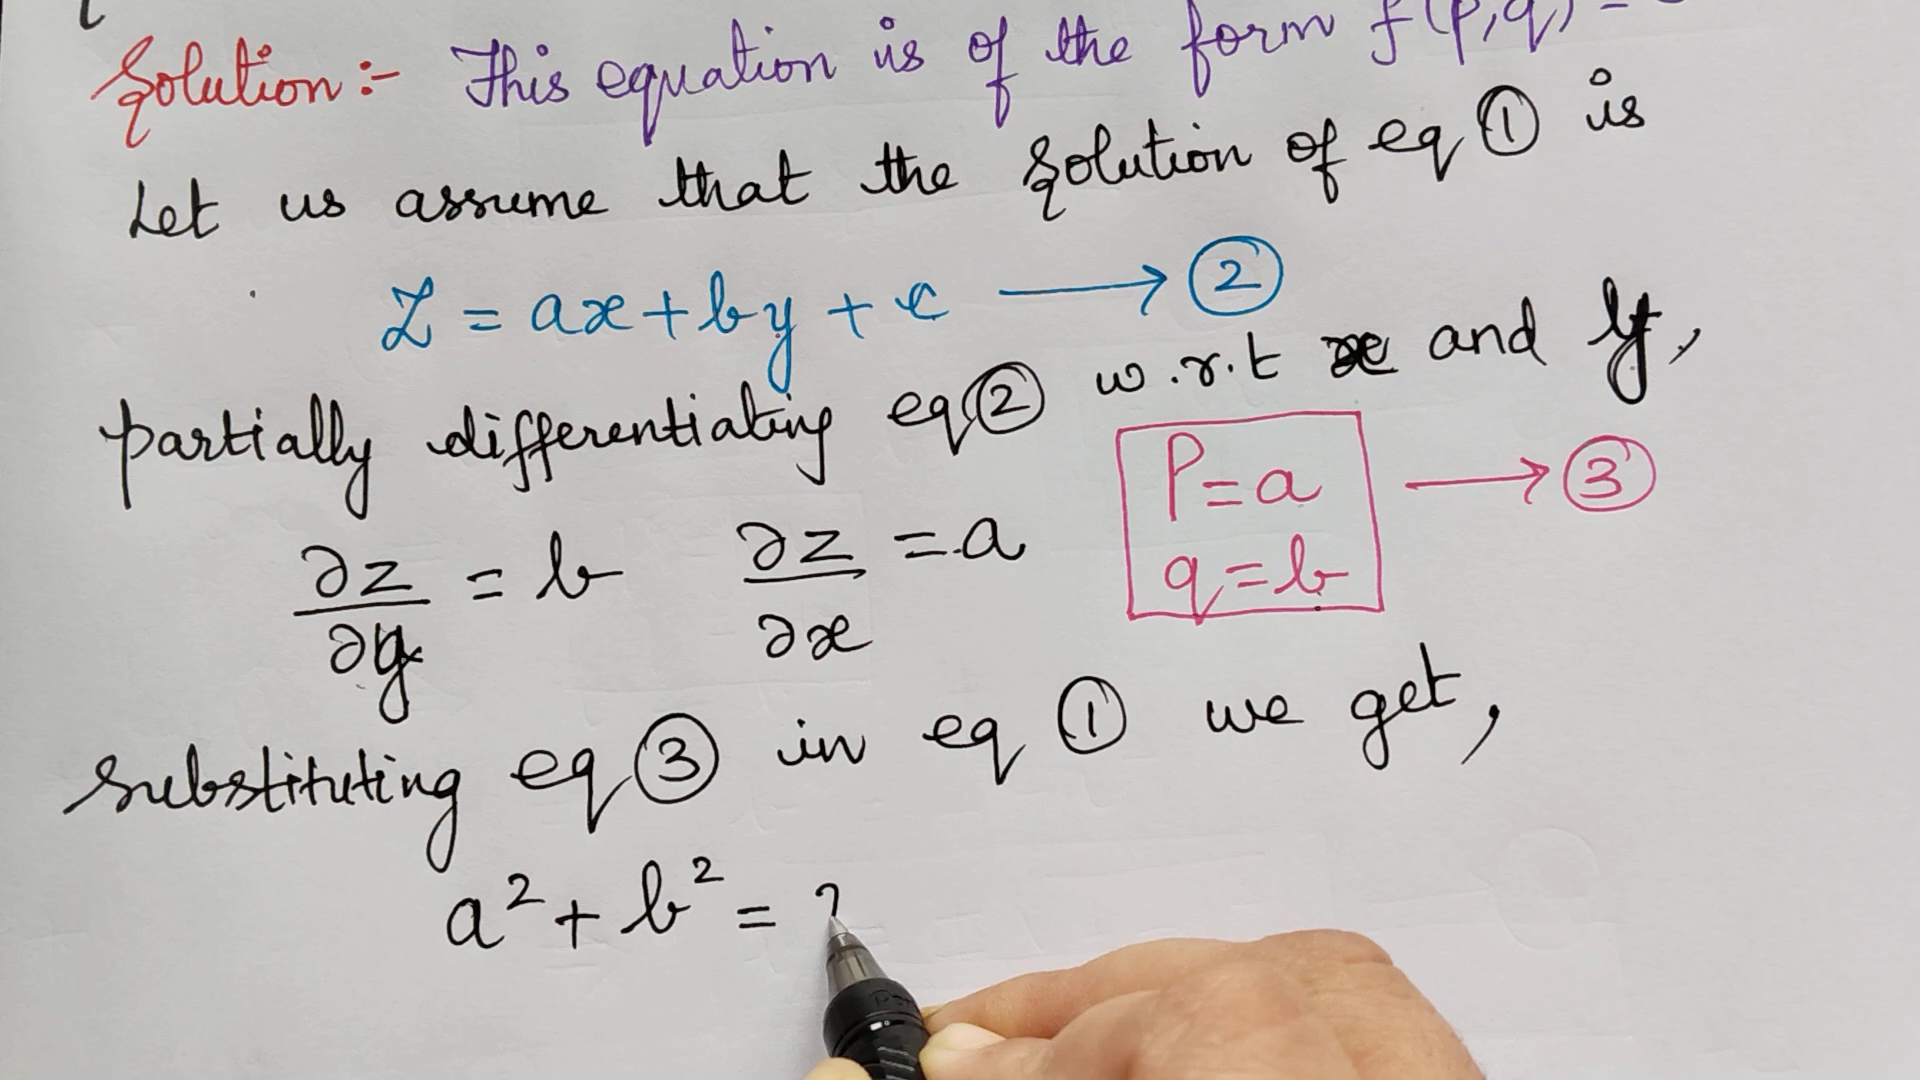 Solution:- This equation is of the form f(p,q) =
Let us assume that the solution of eq ① is
Z = ax + by + c ⟶ ②
partially differentiating eq ② w.r.t x and y,
∂z/∂y = b ∂z/∂x = a
P = a ⟶ ③
q = b
substituting eq ③ in eq ① we get,
a² + b² =